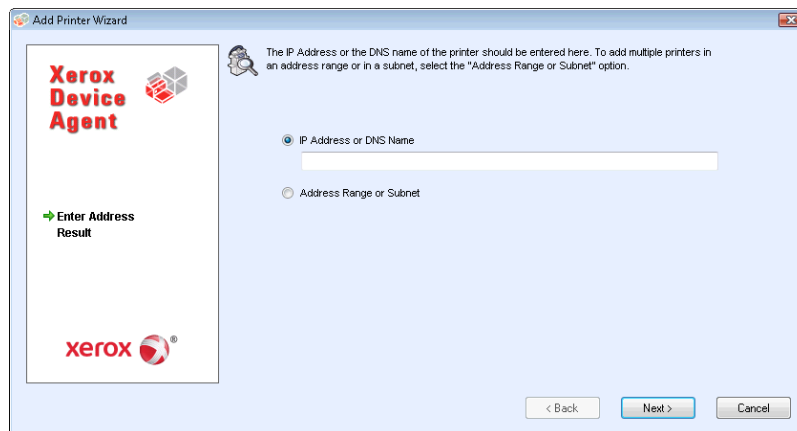 Add Printer Wizard
The IP Address or the DNS name of the printer should be entered here. To add multiple printers in
an address range or in a subnet, select the "Address Range or Subnet" option.
Xerox
Device
Agent
IP Address or DNS Name
Address Range or Subnet
Enter Address
Result
xerox ®
< Back
Next >
Cancel